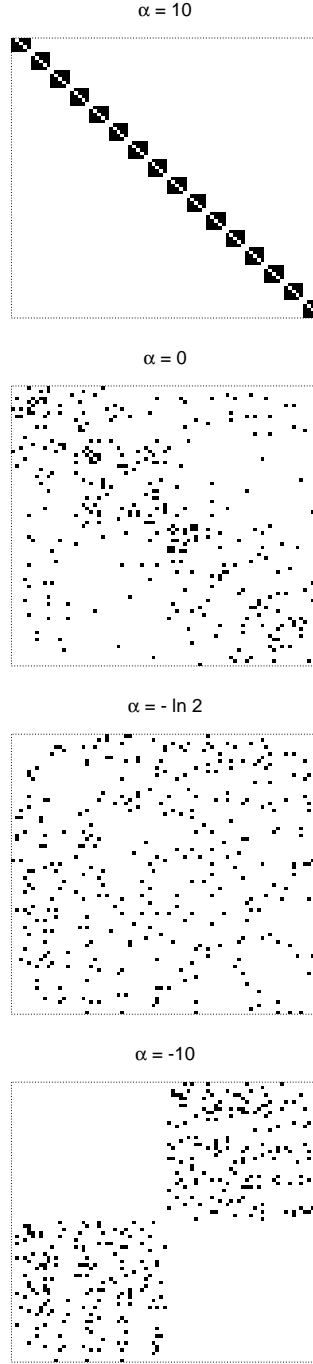 α = 10
α = 0
α = - ln 2
α = -10